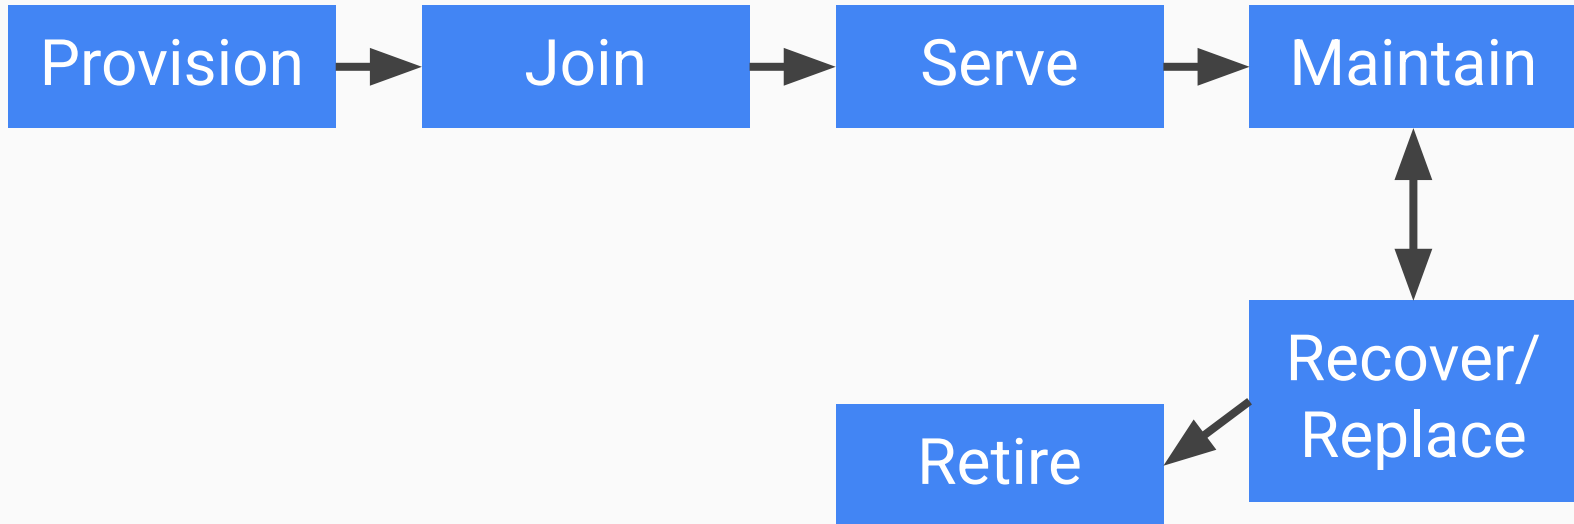 Provision
Join
Serve
Maintain
Recover/
Replace
Retire